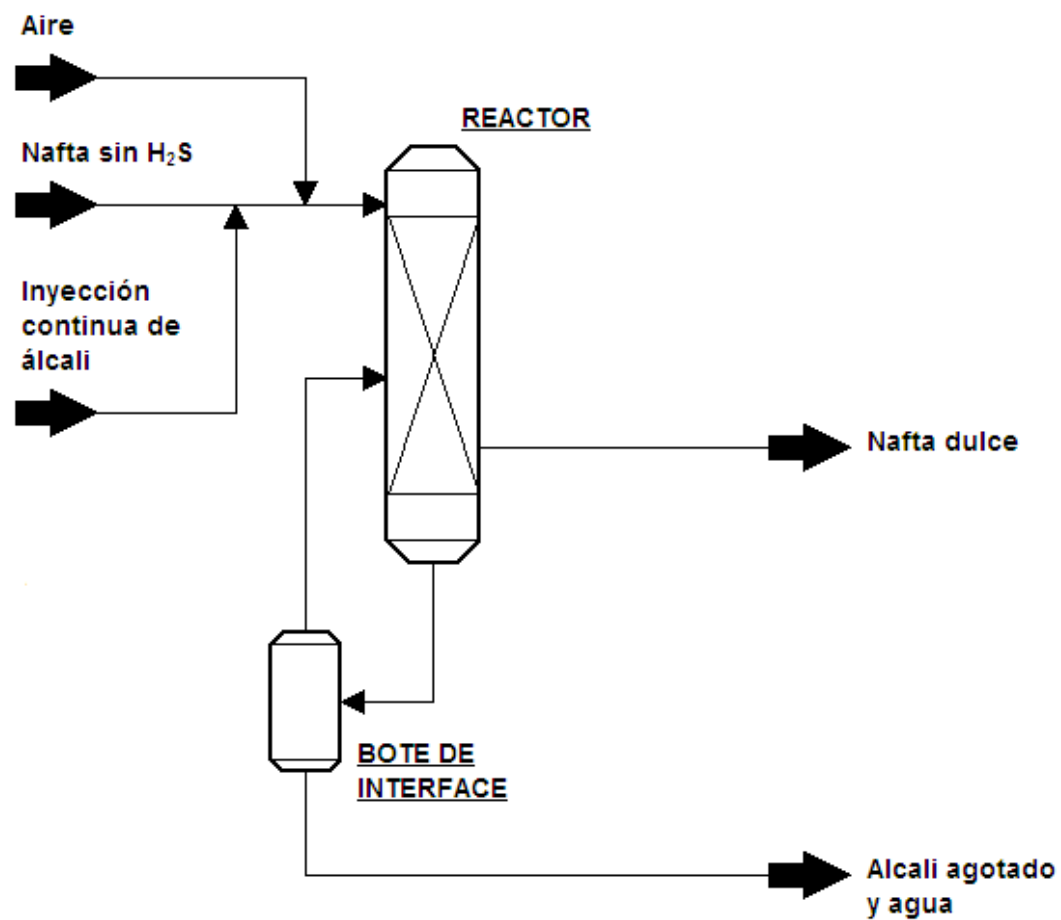 Aire
REACTOR
Nafta sin H₂S
Inyección
continua de
álcali
Nafta dulce
BOTE DE
INTERFACE
Alcali agotado
y agua